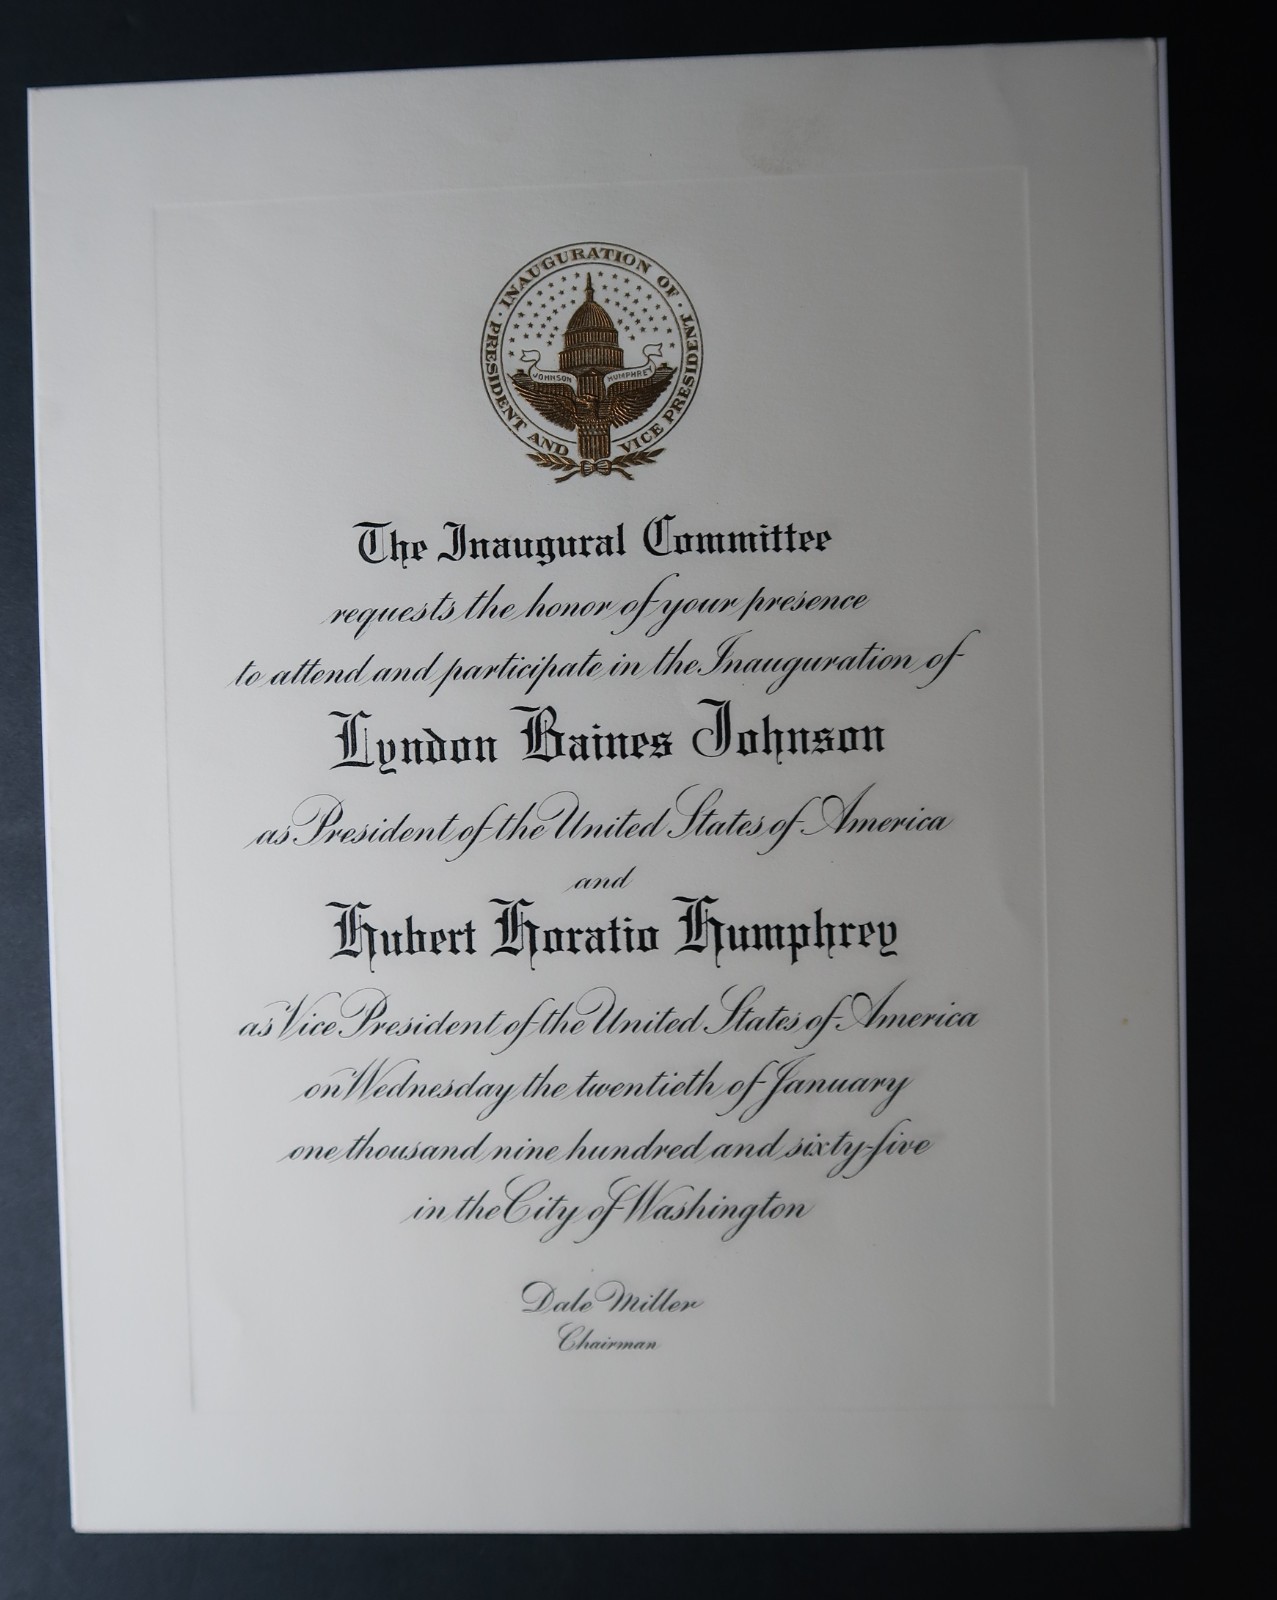 · INAUGURATION OF · PRESIDENT AND VICE PRESIDENT
JOHNSON HUMPHREY
The Inaugural Committee
requests the honor of your presence
to attend and participate in the Inauguration of
Lyndon Baines Johnson
as President of the United States of America
and
Hubert Horatio Humphrey
as Vice President of the United States of America
on Wednesday the twentieth of January
one thousand nine hundred and sixty-five
in the City of Washington
Dale Miller
Chairman